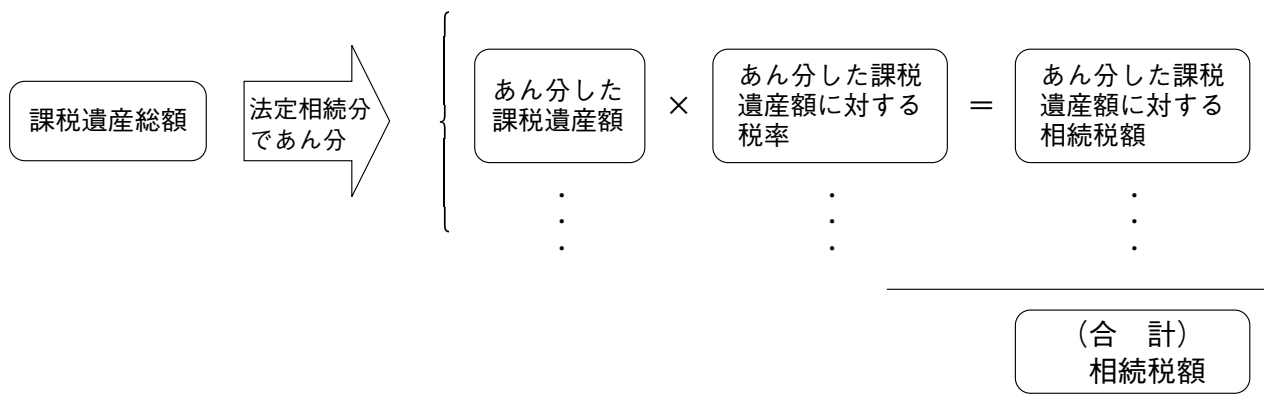 課税遺産総額
法定相続分
であん分
あん分した
課税遺産額
×
あん分した課税
遺産額に対する
税率
=
あん分した課税
遺産額に対する
相続税額
・
・
・
・
・
・
・
・
・
(合 計)
相続税額